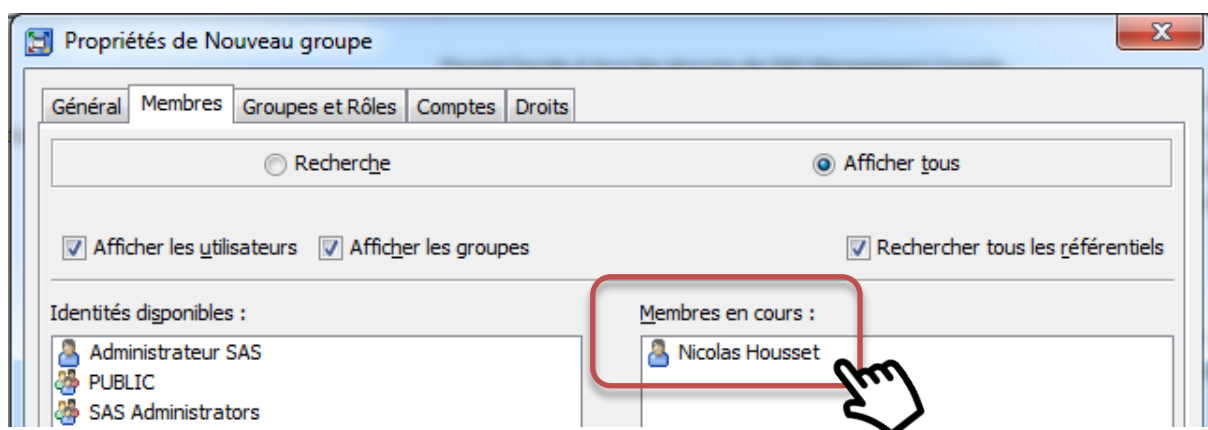 Propriétés de Nouveau groupe
X
Général Membres Groupes et Rôles Comptes Droits
Recherche Afficher tous
Afficher les utilisateurs Afficher les groupes Rechercher tous les référentiels
Identités disponibles : Membres en cours :
Administrateur SAS Nicolas Housset
PUBLIC
SAS Administrators